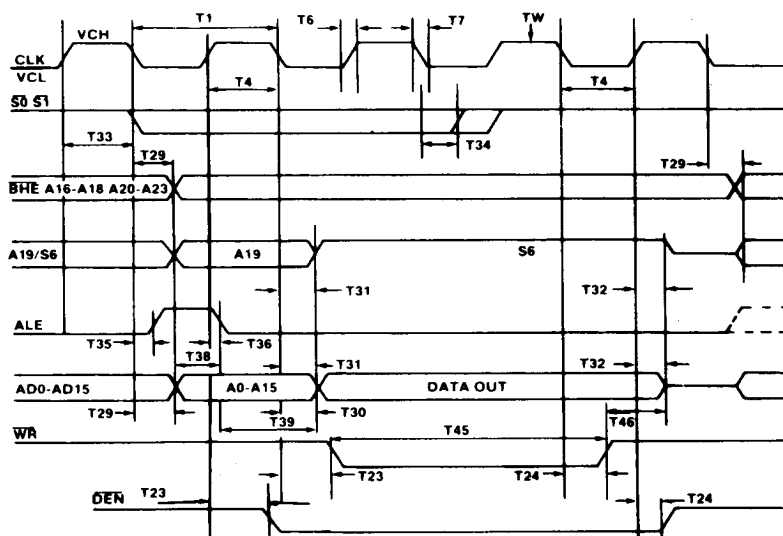 T1 T6 T7 TW
VCH
CLK
VCL
T4 T4
S0 S1
T33 T34
T29 T29
BHE A16-A18 A20-A23
A19/S6 A19 S6
T31 T32
ALE
T35 T36
T38
T31 T32
AD0-AD15 A0-A15 DATA OUT
T29 T30
T39 T45 T46
WR
T23 T23 T24 T24
DEN